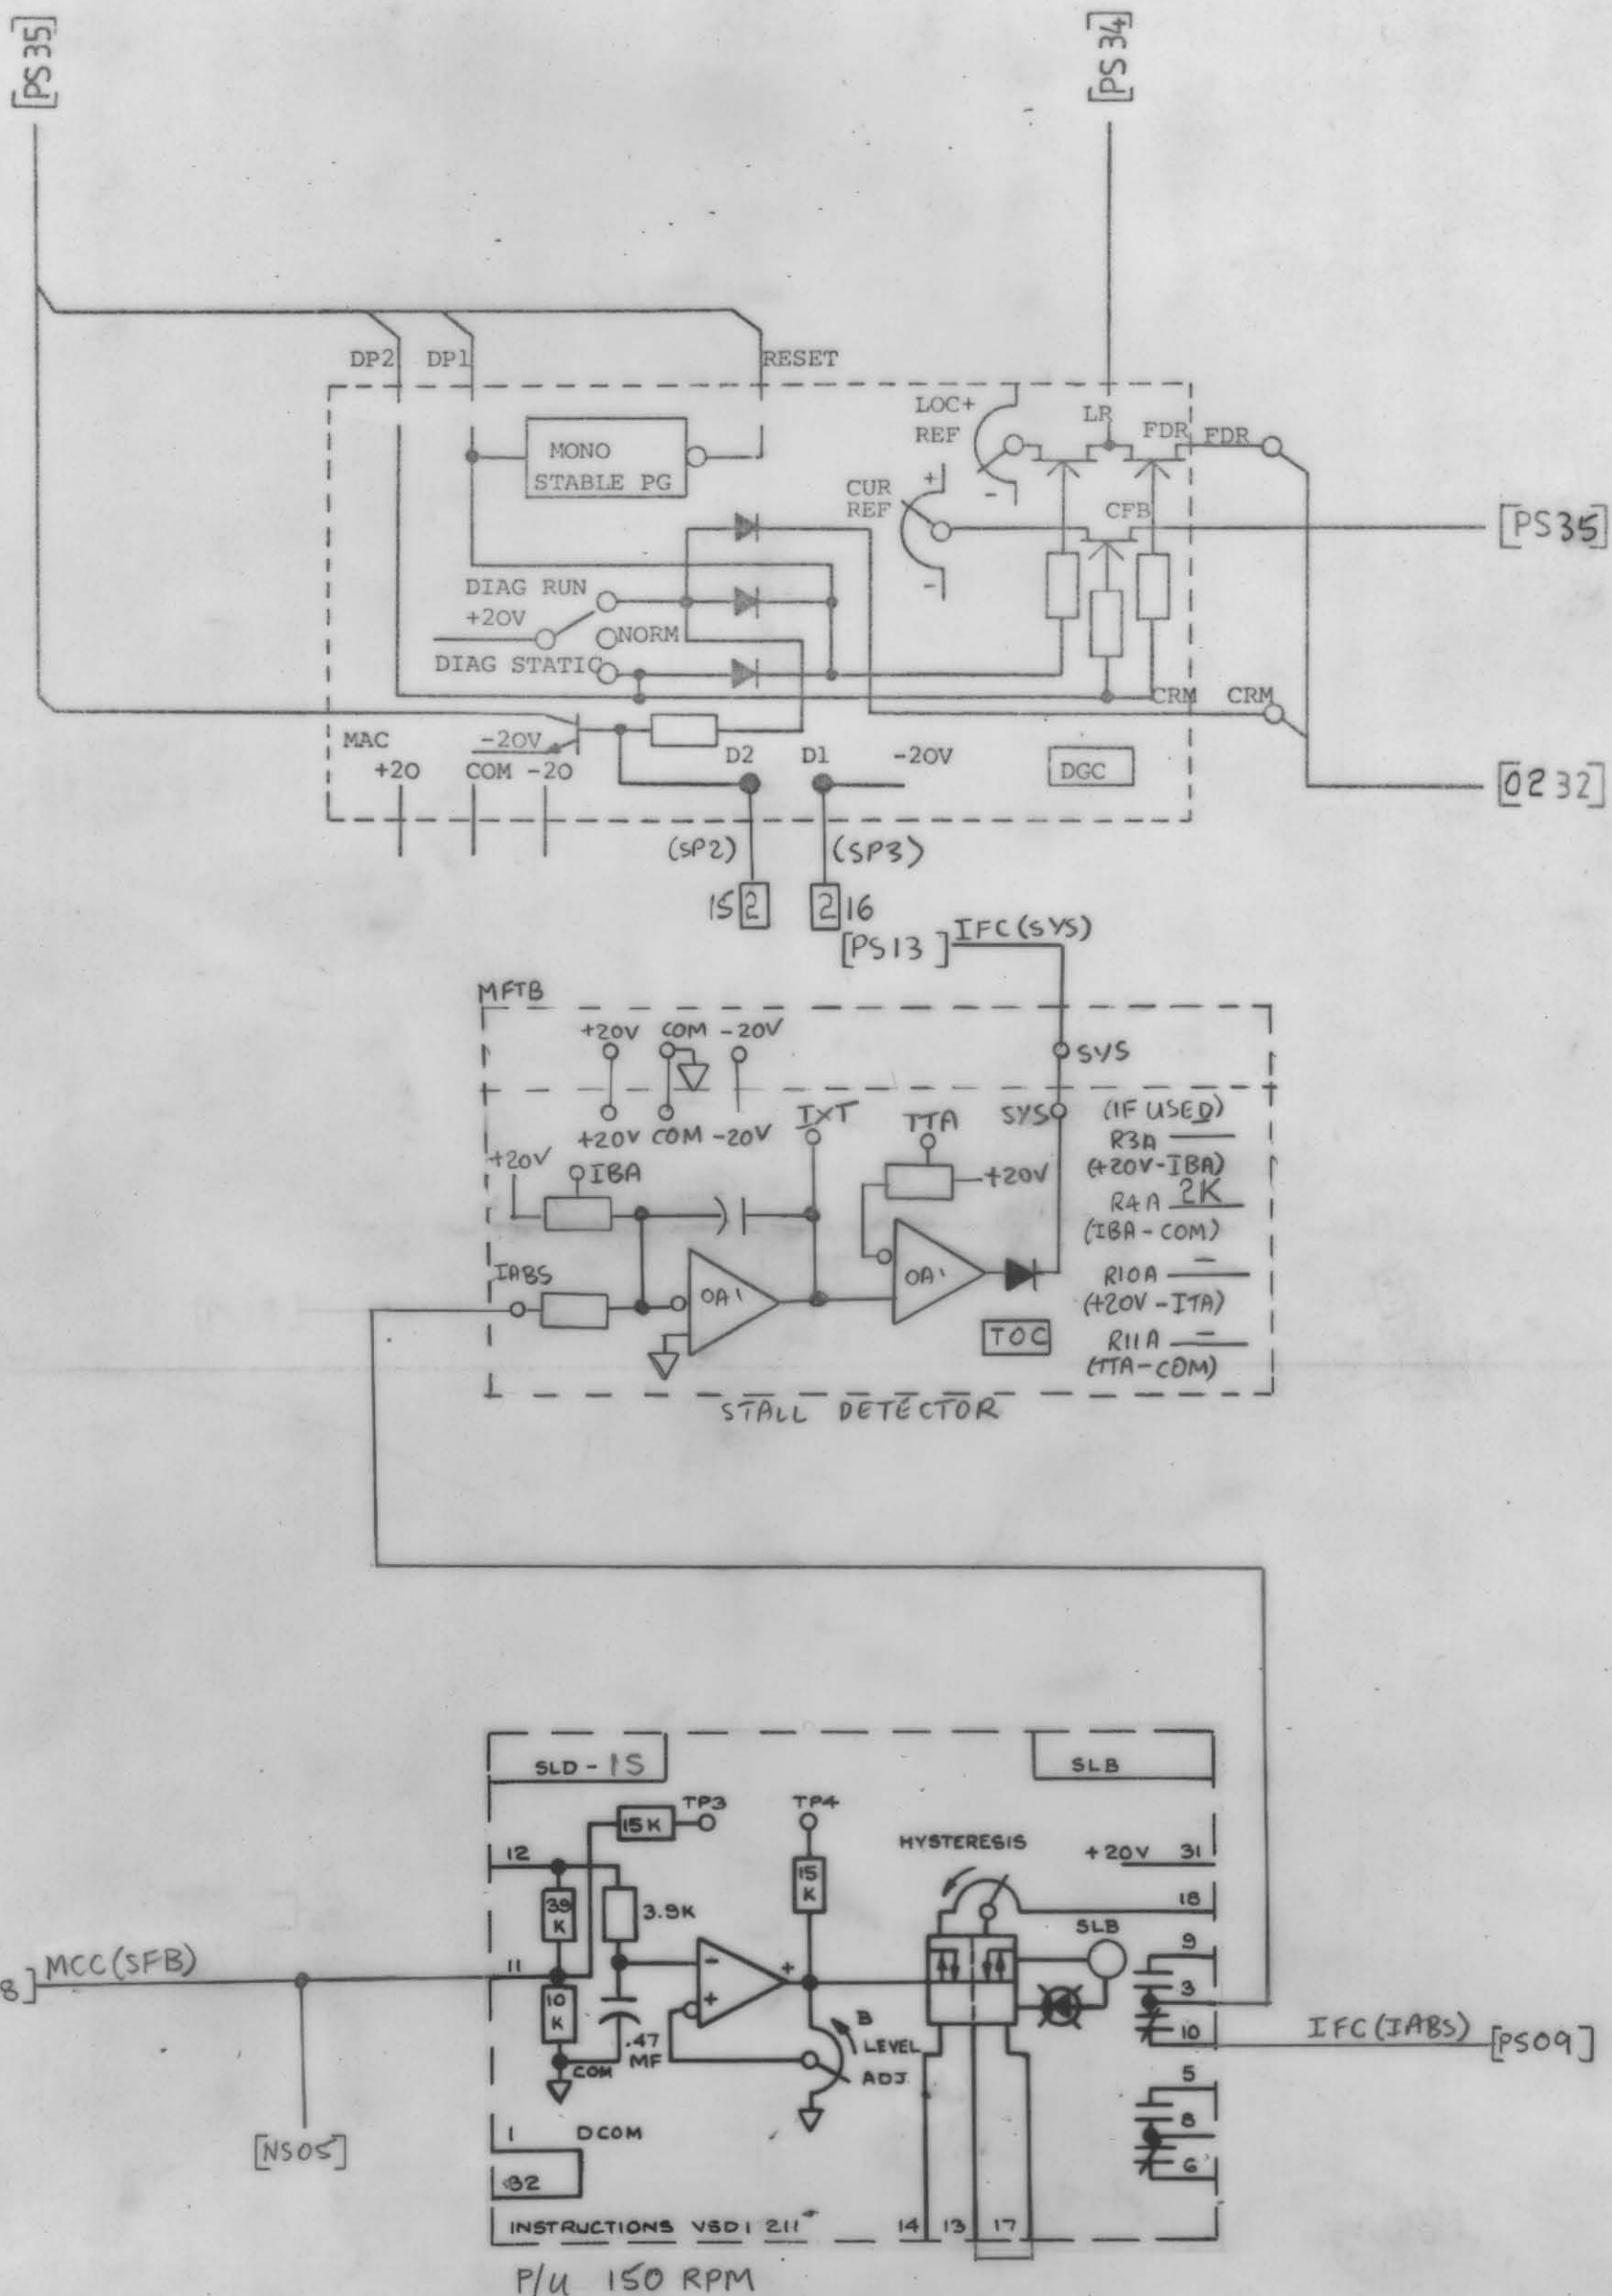 [PS35]
[PS34]
DP2
DP1
RESET
MONO
STABLE PG
LOC+
REF
-
LR
FDR
FDR
CUR
REF
+
-
CFB
[PS35]
DIAG RUN
+20V
NORM
DIAG STATIC
CRM
CRM
MAC
-20V
+20
COM
-20
D2
D1
-20V
DGC
[0232]
(SP2)
(SP3)
15 2
2 16
[PS13]
IFC(SYS)
MFTB
+20V
COM
-20V
SYS
+20V
COM
-20V
TXT
TTA
SYS
(IF USED)
R3A
(+20V-IBA)
+20V
IBA
+20V
R4A 2K
(IBA-COM)
IABS
OA1
OA1
R10A -
(+20V-ITA)
TOC
R11A -
(TTA-COM)
STALL DETECTOR
SLD-1S
SLB
15K
TP3
TP4
HYSTERESIS
+20V 31
12
15
K
18
39
K
3.9K
SLB
9
8] MCC(SFB)
11
-
+
+
3
10
K
.47
MF
COM
B
LEVEL
ADJ.
10
IFC(IABS)
[PS09]
5
8
6
[NS05]
1
DCOM
32
INSTRUCTIONS VSDI 211
14
13
17
P/U 150 RPM